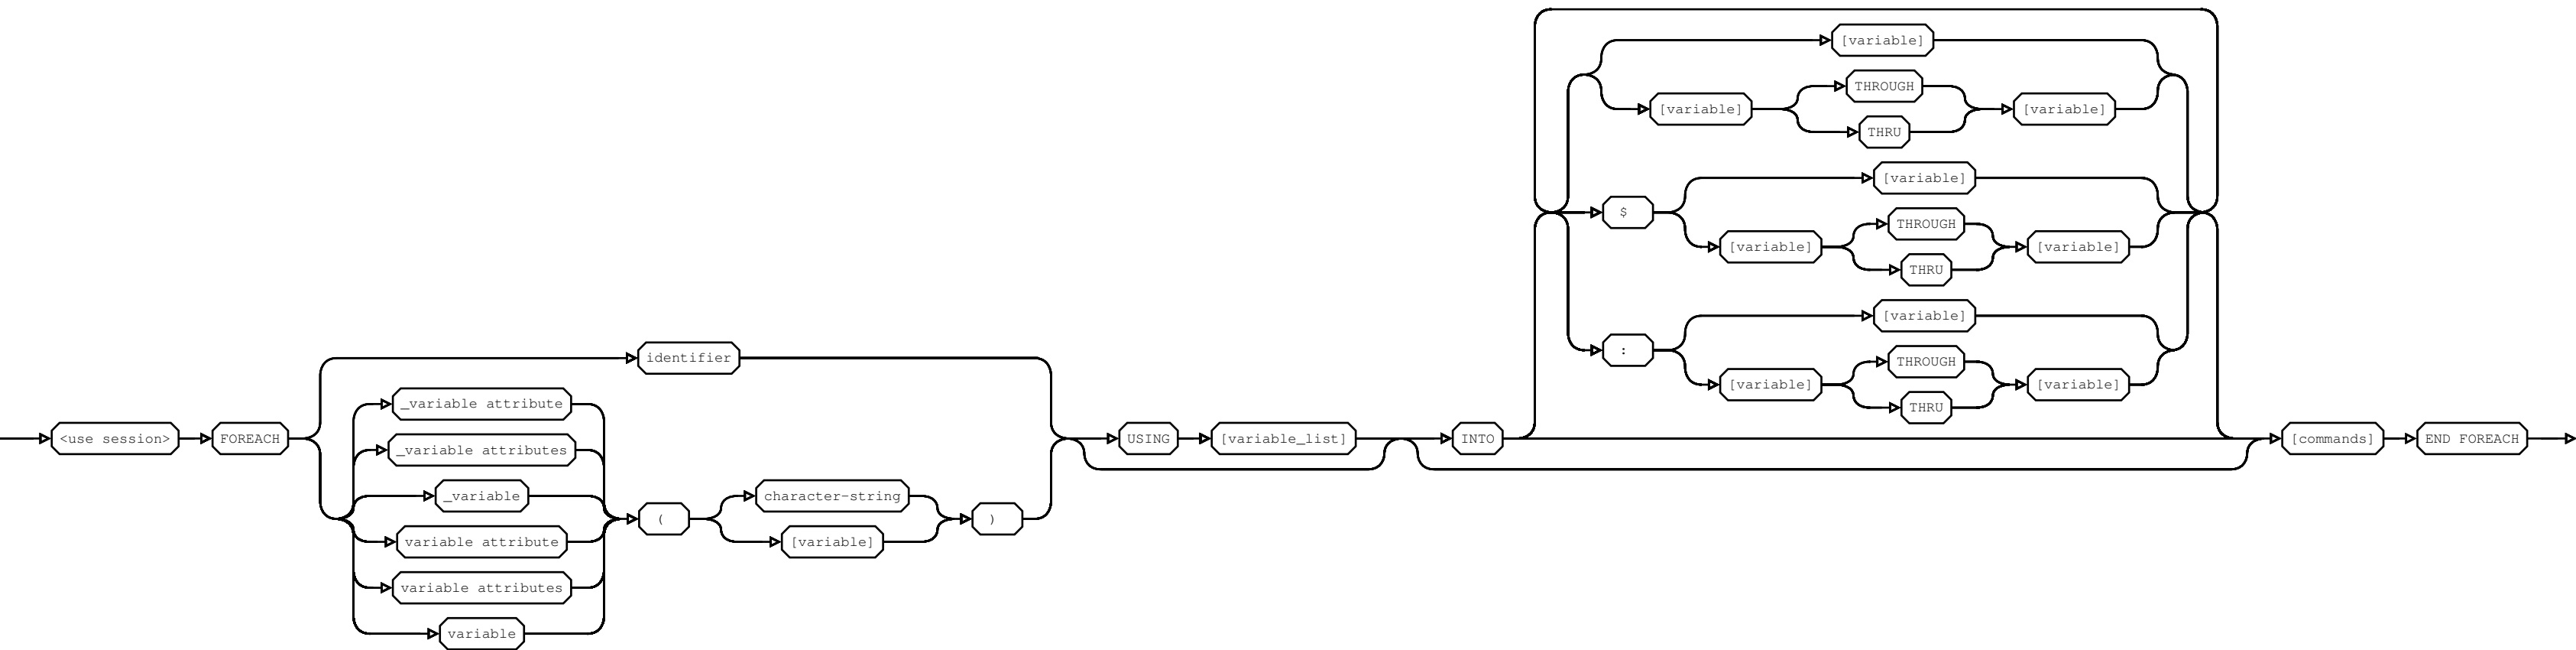 [variable]
THROUGH
[variable] [variable]
THRU
[variable]
$ THROUGH
[variable] [variable]
THRU
[variable]
: THROUGH
[variable] [variable]
THRU
identifier
_variable attribute
<use session> FOREACH USING [variable_list] INTO [commands] END FOREACH
_variable attributes
_variable character-string
( )
variable attribute [variable]
variable attributes
variable